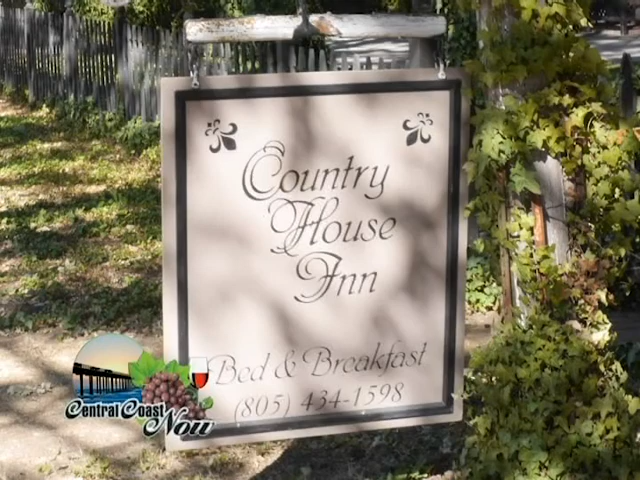 Country
House
Inn
Bed & Breakfast
(805) 434-1598
Central Coast
Now